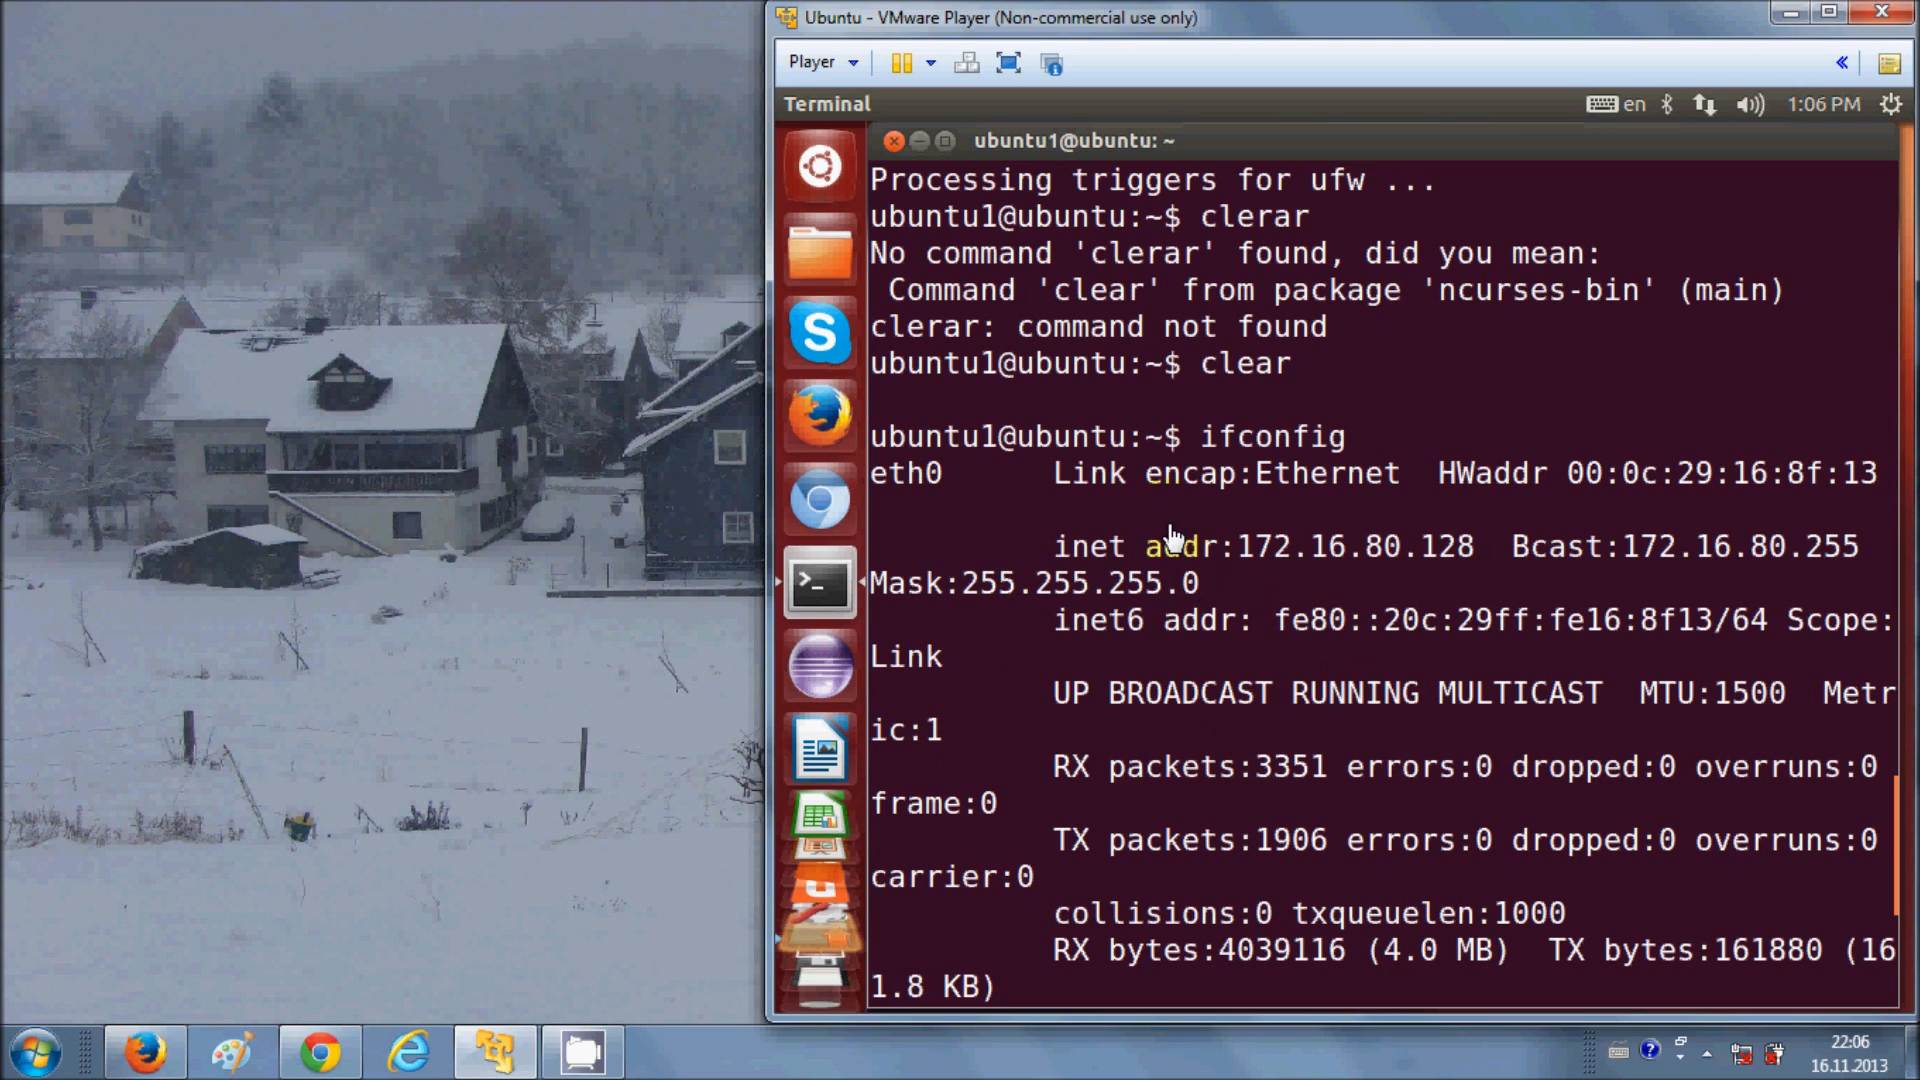 Ubuntu - VMware Player (Non-commercial use only)
Player
Terminal
en
1:06 PM
ubuntu1@ubuntu: ~
Processing triggers for ufw ...
ubuntu1@ubuntu:~$ clerar
No command 'clerar' found, did you mean:
Command 'clear' from package 'ncurses-bin' (main)
clerar: command not found
ubuntu1@ubuntu:~$ clear
ubuntu1@ubuntu:~$ ifconfig
eth0 Link encap:Ethernet HWaddr 00:0c:29:16:8f:13
inet addr:172.16.80.128 Bcast:172.16.80.255
Mask:255.255.255.0
inet6 addr: fe80::20c:29ff:fe16:8f13/64 Scope:
Link
UP BROADCAST RUNNING MULTICAST MTU:1500 Metr
ic:1
RX packets:3351 errors:0 dropped:0 overruns:0
frame:0
TX packets:1906 errors:0 dropped:0 overruns:0
carrier:0
collisions:0 txqueuelen:1000
RX bytes:4039116 (4.0 MB) TX bytes:161880 (16
1.8 KB)
22:06
16.11.2013